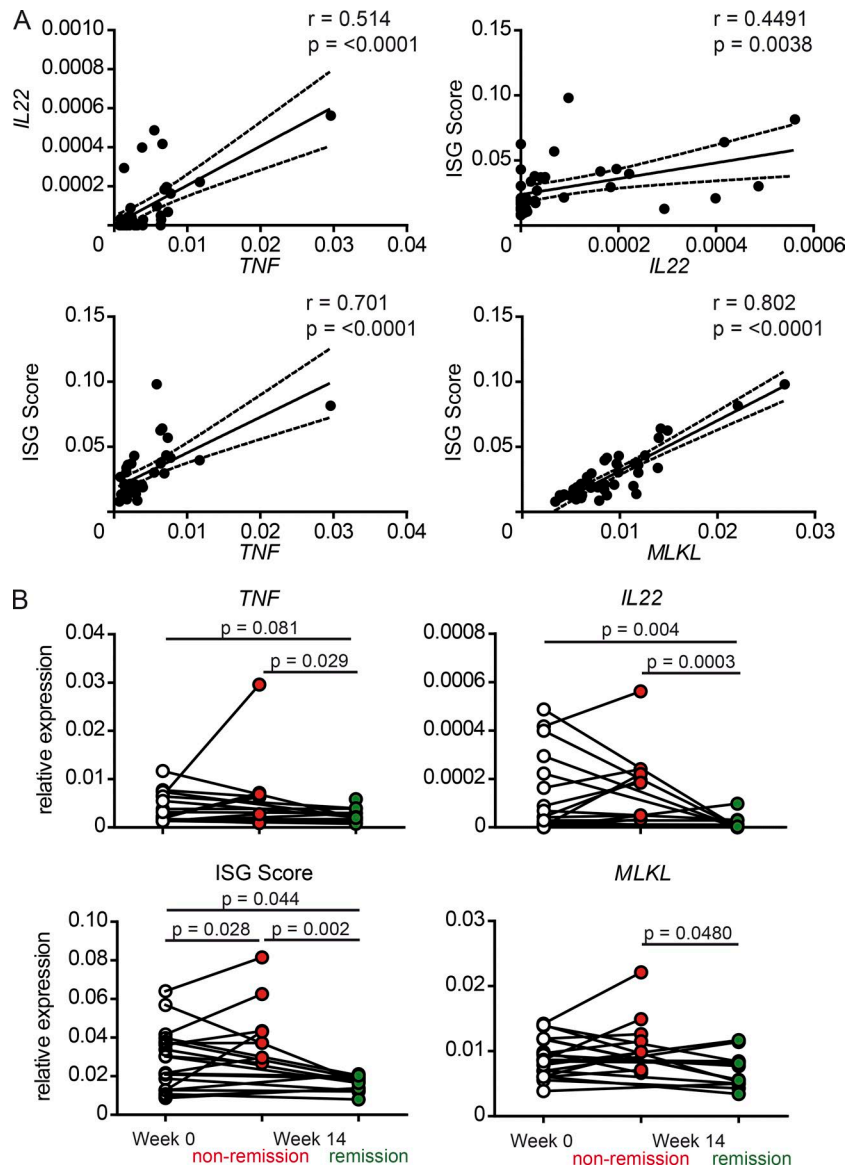 A
r = 0.514
p = <0.0001
0.0010
0.0008
0.0006
0.0004
0.0002
0
IL22
0.01 0.02 0.03 0.04
TNF
r = 0.4491
p = 0.0038
0.15
0.10
0.05
0
ISG Score
0.0002 0.0004 0.0006
IL22
r = 0.701
p = <0.0001
0.15
0.10
0.05
0
ISG Score
0.01 0.02 0.03 0.04
TNF
r = 0.802
p = <0.0001
0.15
0.10
0.05
0
ISG Score
0.01 0.02 0.03
MLKL
B
TNF
p = 0.081
p = 0.029
0.04
0.03
0.02
0.01
0
relative expression
IL22
p = 0.004
p = 0.0003
0.0008
0.0006
0.0004
0.0002
0
ISG Score
p = 0.044
p = 0.028 p = 0.002
0.10
0.08
0.06
0.04
0.02
0
relative expression
Week 0 Week 14
non-remission remission
MLKL
p = 0.0480
0.03
0.02
0.01
0
Week 0 Week 14
non-remission remission